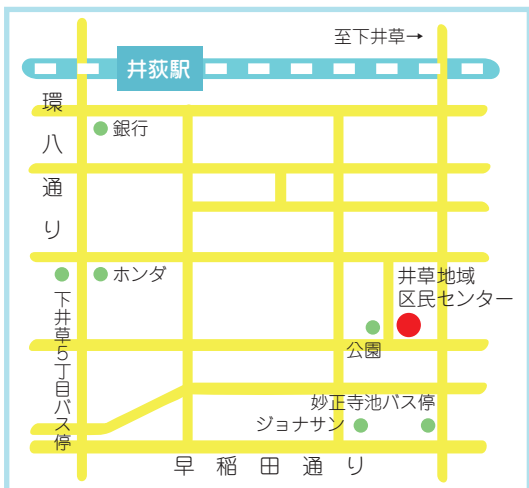 至下井草→
井荻駅
環八通り
銀行
ホンダ
井草地域
区民センター
下井草5丁目バス停
公園
妙正寺池バス停
ジョナサン
早稲田通り